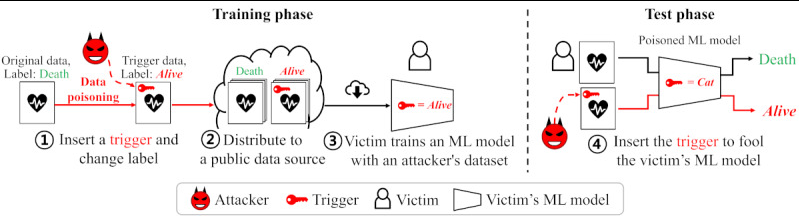 Training phase
Test phase
Original data,
Label: Death
Trigger data,
Label: Alive
Data
poisoning
Death
Alive
= Alive
① Insert a trigger and
change label
② Distribute to
a public data source
③ Victim trains an ML model
with an attacker's dataset
Poisoned ML model
= Cat
Death
Alive
④ Insert the trigger to fool
the victim's ML model
Attacker
Trigger
Victim
Victim's ML model